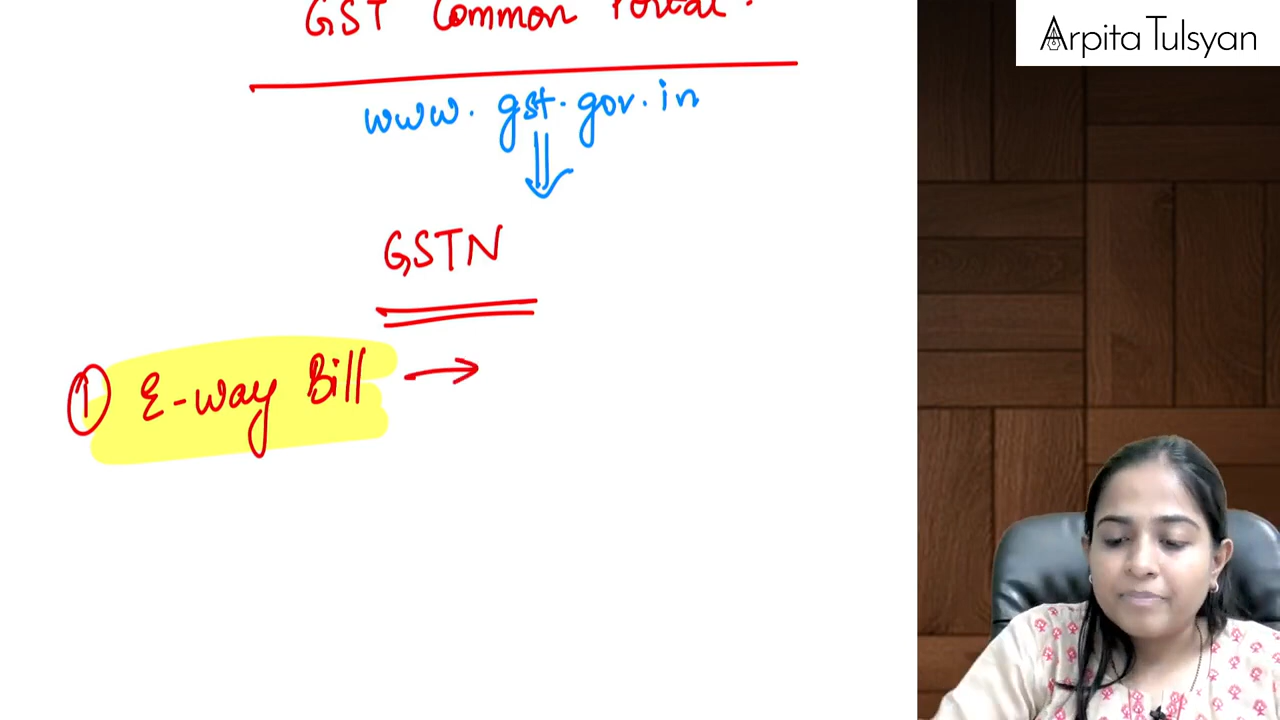 GST Common Portal.
Arpita Tulsyan
www.gst.gov.in
GSTN
① E-way Bill →